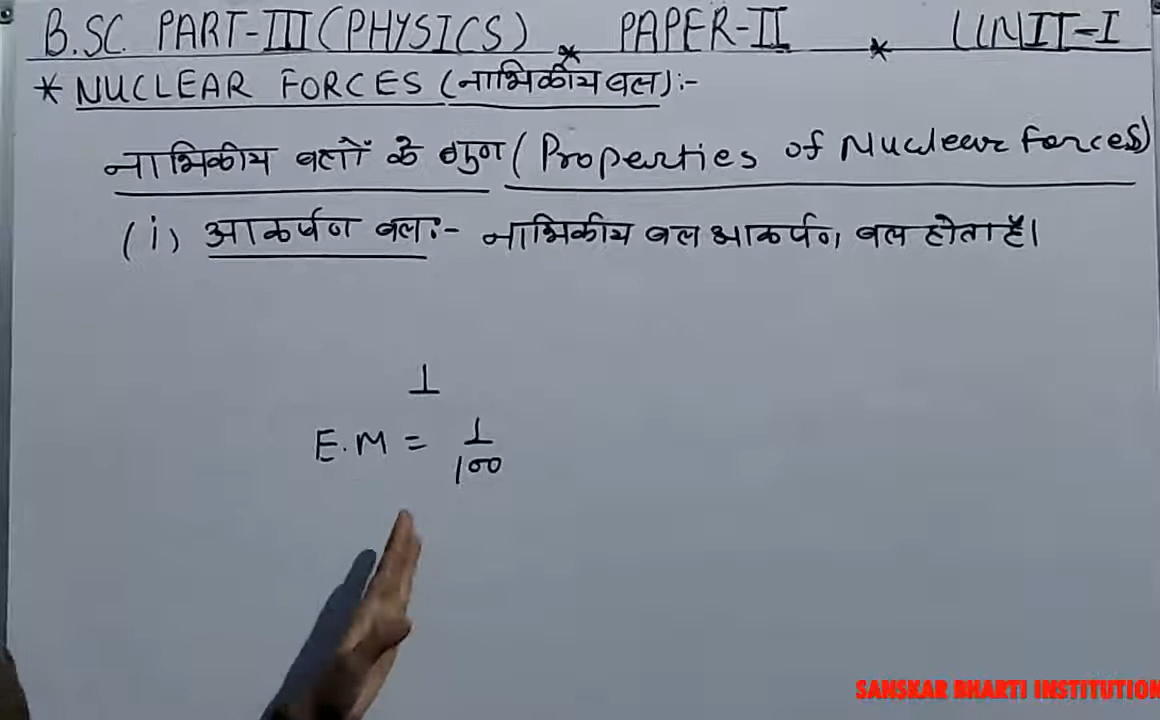 B.SC. PART-III (PHYSICS) * PAPER-II * UNIT-I
* NUCLEAR FORCES (नाभिकीय बल):-
नाभिकीय बलों के गुण (Properties of Nuclear Forces)
(i) आकर्षण बलः- नाभिकीय बल आकर्षण बल होता है।
1
E.M = 1/100
SANSKAR BHARTI INSTITUTION